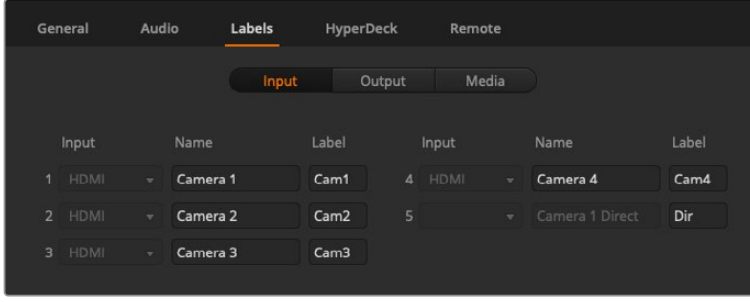 General Audio Labels HyperDeck Remote
Input Output Media
Input Name Label Input Name Label
1 HDMI Camera 1 Cam1 4 HDMI Camera 4 Cam4
2 HDMI Camera 2 Cam2 5 Camera 1 Direct Dir
3 HDMI Camera 3 Cam3